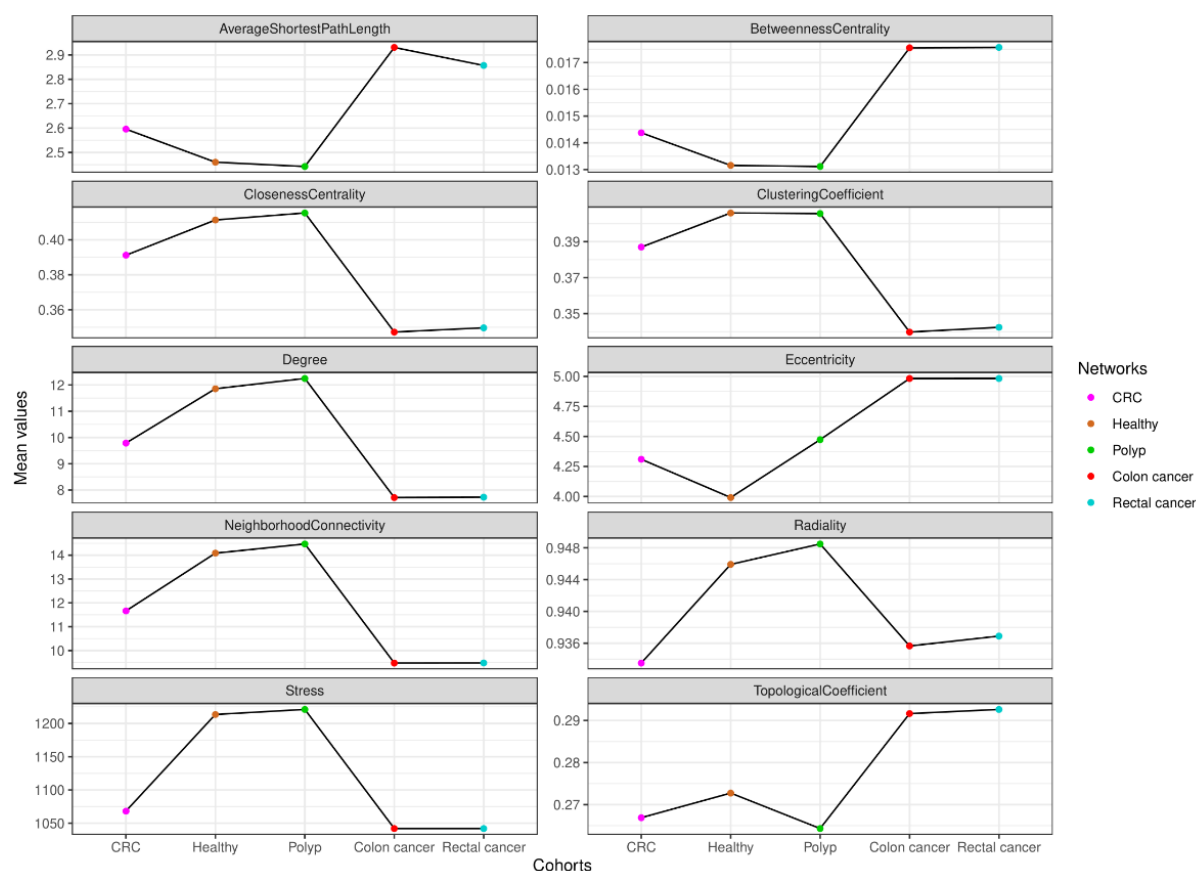 AverageShortestPathLength
2.9
2.8
2.7
2.6
2.5
BetweennessCentrality
0.017
0.016
0.015
0.014
0.013
ClosenessCentrality
0.40
0.38
0.36
ClusteringCoefficient
0.39
0.37
0.35
Degree
12
11
10
9
8
Eccentricity
5.00
4.75
4.50
4.25
4.00
NeighborhoodConnectivity
14
13
12
11
10
Radiality
0.948
0.944
0.940
0.936
Stress
1200
1150
1100
1050
TopologicalCoefficient
0.29
0.28
0.27
CRC Healthy Polyp Colon cancer Rectal cancer
CRC Healthy Polyp Colon cancer Rectal cancer
Cohorts
Mean values
Networks
CRC
Healthy
Polyp
Colon cancer
Rectal cancer